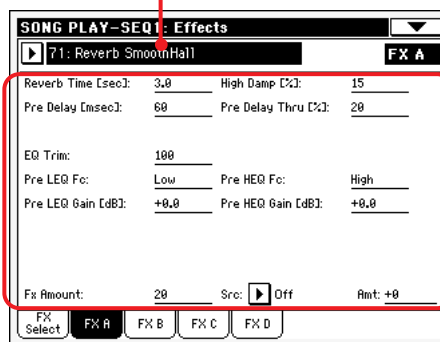 SONG PLAY-SEQ1: Effects
71: Reverb SmoothHall FX A
Reverb Time [sec]: 3.0 High Damp [%]: 15
Pre Delay [msec]: 60 Pre Delay Thru [%]: 20
EQ Trim: 100
Pre LEQ Fc: Low Pre HEQ Fc: High
Pre LEQ Gain [dB]: +0.0 Pre HEQ Gain [dB]: +0.0
Fx Amount: 20 Src: Off Amt: +0
FX Select FX A FX B FX C FX D